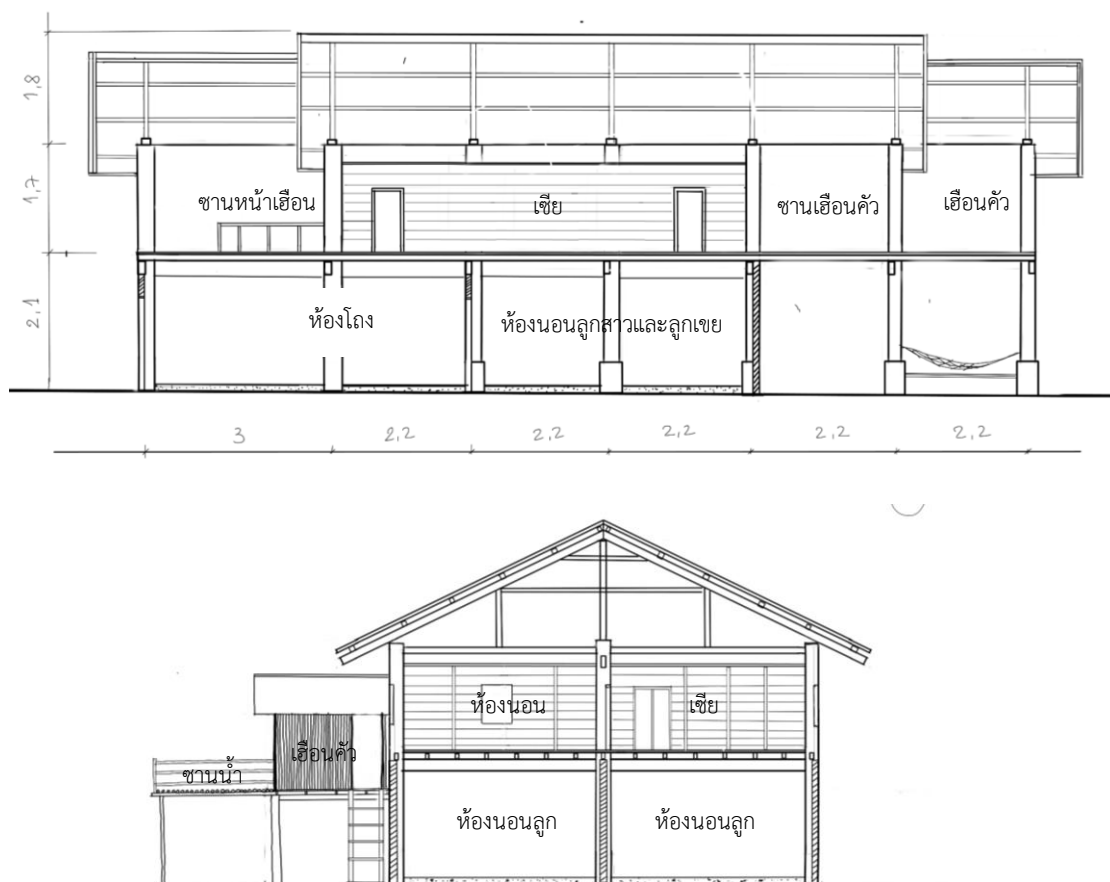 1,8
ซานหน้าเฮือน
เซีย
ซานเฮือนคัว
เฮือนคัว
1,7
ห้องโถง
ห้องนอนลูกสาวและลูกเขย
2,1
3 2,2 2,2 2,2 2,2 2,2
ห้องนอน
เซีย
เฮือนคัว
ซานน้ำ
ห้องนอนลูก
ห้องนอนลูก